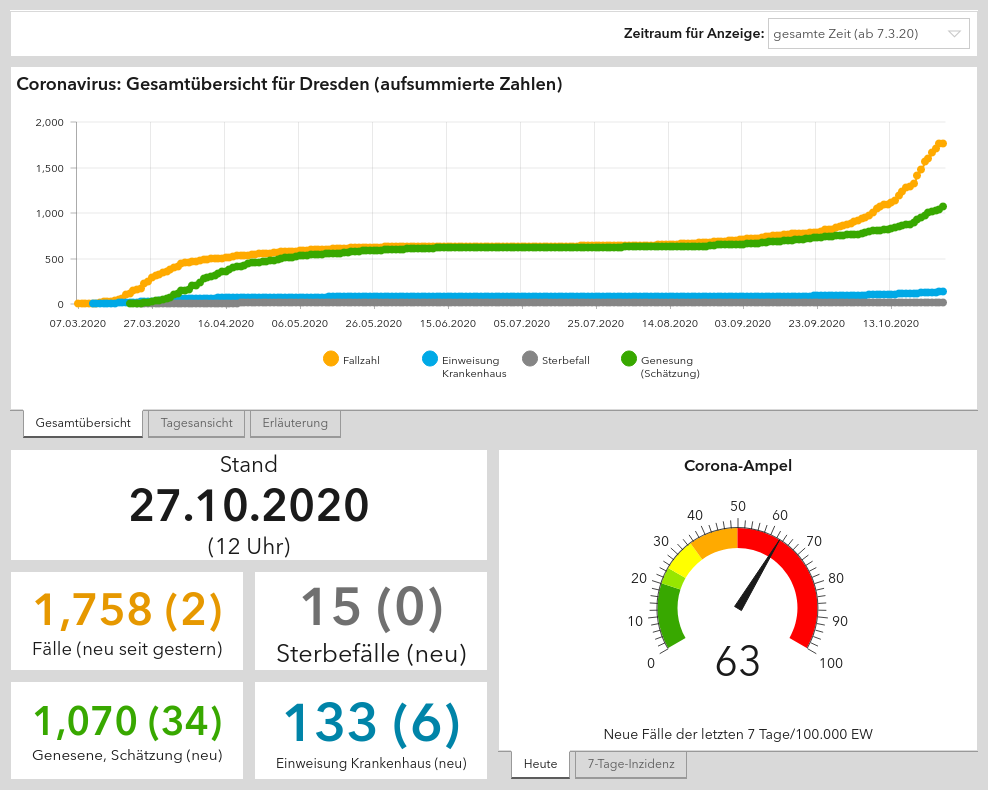 Zeitraum für Anzeige: gesamte Zeit (ab 7.3.20)
Coronavirus: Gesamtübersicht für Dresden (aufsummierte Zahlen)
2,000
1,500
1,000
500
0
07.03.2020 27.03.2020 16.04.2020 06.05.2020 26.05.2020 15.06.2020 05.07.2020 25.07.2020 14.08.2020 03.09.2020 23.09.2020 13.10.2020
Fallzahl Einweisung Sterbefall Genesung
Krankenhaus (Schätzung)
Gesamtübersicht Tagesansicht Erläuterung
Stand
27.10.2020
(12 Uhr)
1,758 (2)
Fälle (neu seit gestern)
15 (0)
Sterbefälle (neu)
1,070 (34)
Genesene, Schätzung (neu)
133 (6)
Einweisung Krankenhaus (neu)
Corona-Ampel
0
10
20
30
40
50
60
70
80
90
100
63
Neue Fälle der letzten 7 Tage/100.000 EW
Heute 7-Tage-Inzidenz